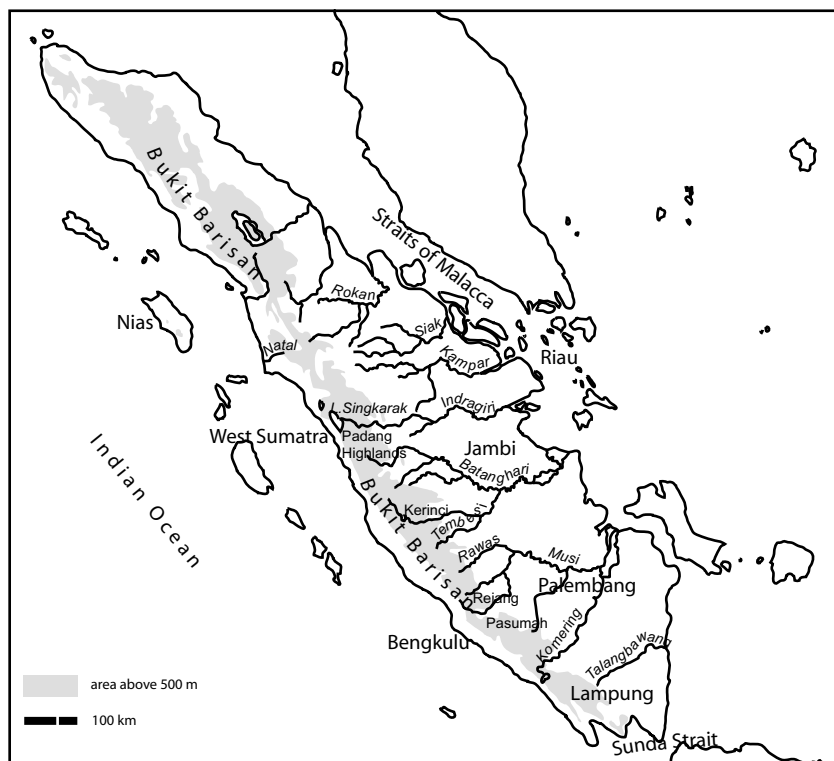 Bukit Barisan
Straits of Malacca
Rokan
Nias
Siak
Natal
Kampar
Riau
Indragiri
L.Singkarak
West Sumatra
Padang
Highlands
Jambi
Batanghari
Indian Ocean
Kerinci
Tembesi
Bukit Barisan
Rawas
Musi
Palembang
Rejang
Pasumah
Bengkulu
Komering
Talangbawang
Lampung
area above 500 m
100 km
Sunda Strait